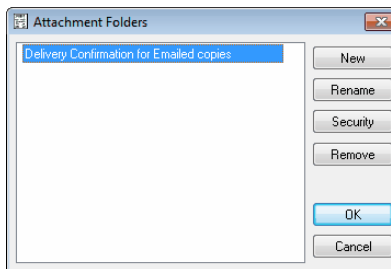 Attachment Folders
Delivery Confirmation for Emailed copies
New
Rename
Security
Remove
OK
Cancel